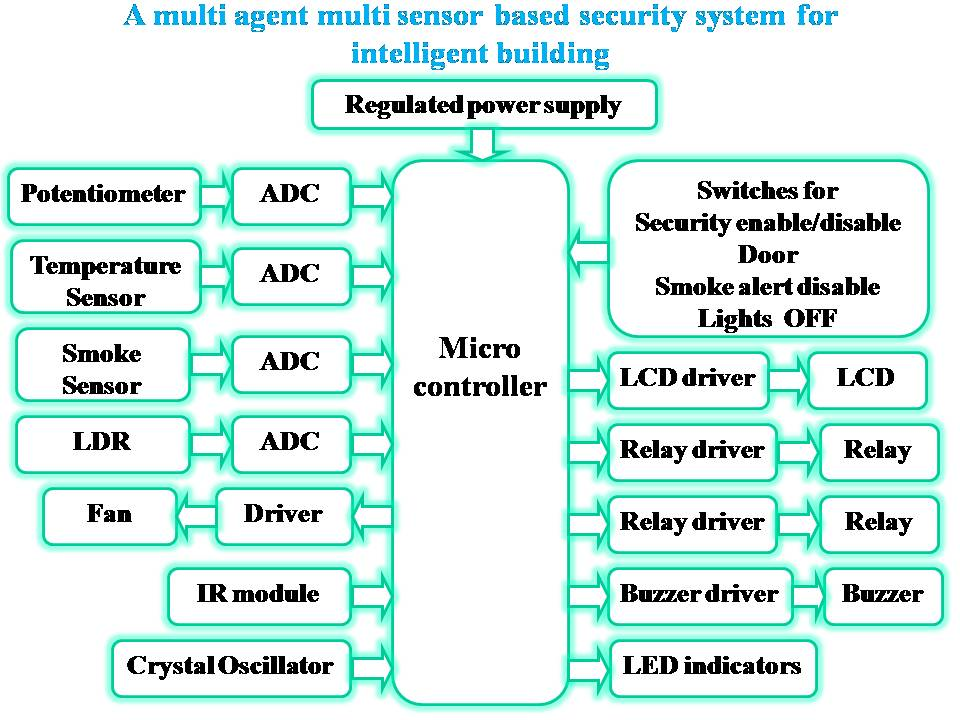 A multi agent multi sensor based security system for
intelligent building
Regulated power supply
Potentiometer
ADC
Temperature
Sensor
ADC
Smoke
Sensor
ADC
LDR
ADC
Fan
Driver
IR module
Crystal Oscillator
Micro
controller
Switches for
Security enable/disable
Door
Smoke alert disable
Lights OFF
LCD driver
LCD
Relay driver
Relay
Relay driver
Relay
Buzzer driver
Buzzer
LED indicators